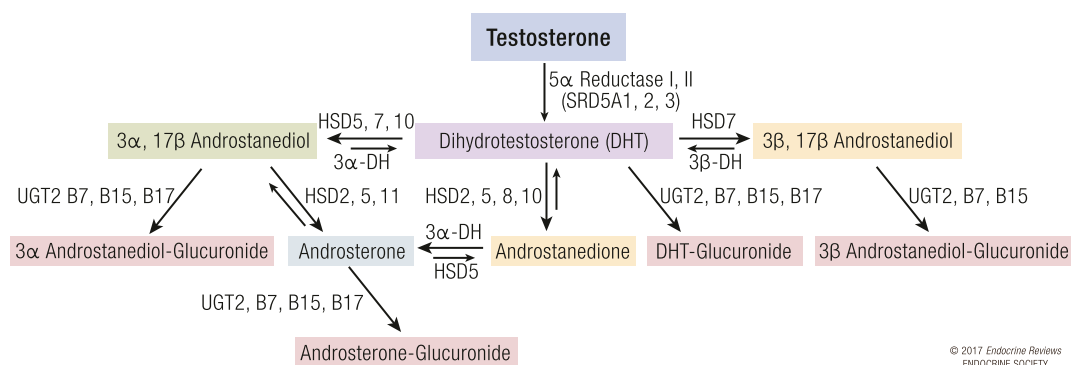 Testosterone
5α Reductase I, II
(SRD5A1, 2, 3)
HSD5, 7, 10
HSD7
3α, 17β Androstanediol
Dihydrotestosterone (DHT)
3β, 17β Androstanediol
3α-DH
3β-DH
UGT2 B7, B15, B17
HSD2, 5, 11
HSD2, 5, 8, 10
UGT2, B7, B15, B17
UGT2, B7, B15
3α-DH
3α Androstanediol-Glucuronide
Androsterone
Androstanedione
DHT-Glucuronide
3β Androstanediol-Glucuronide
HSD5
UGT2, B7, B15, B17
Androsterone-Glucuronide
© 2017 Endocrine Reviews
ENDOCRINE SOCIETY